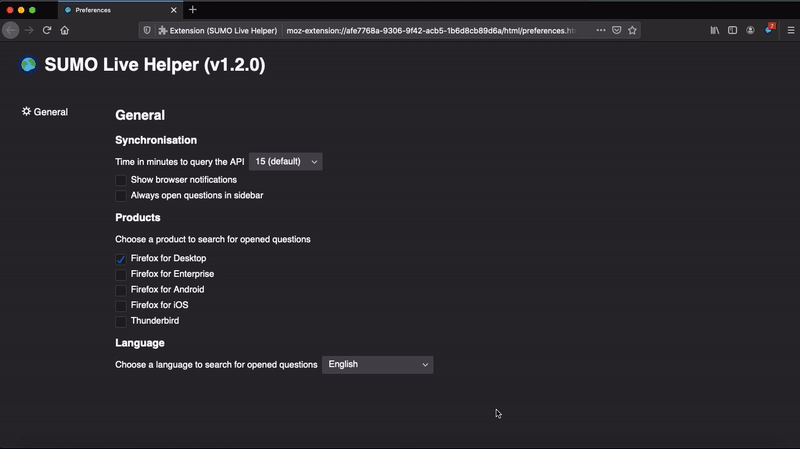 Preferences
Extension (SUMO Live Helper)
moz-extension://afe7768a-9306-9f42-acb5-1b6d8cb89d6a/html/preferences.ht
7
SUMO Live Helper (v1.2.0)
General
General
Synchronisation
Time in minutes to query the API 15 (default)
Show browser notifications
Always open questions in sidebar
Products
Choose a product to search for opened questions
Firefox for Desktop
Firefox for Enterprise
Firefox for Android
Firefox for iOS
Thunderbird
Language
Choose a language to search for opened questions English